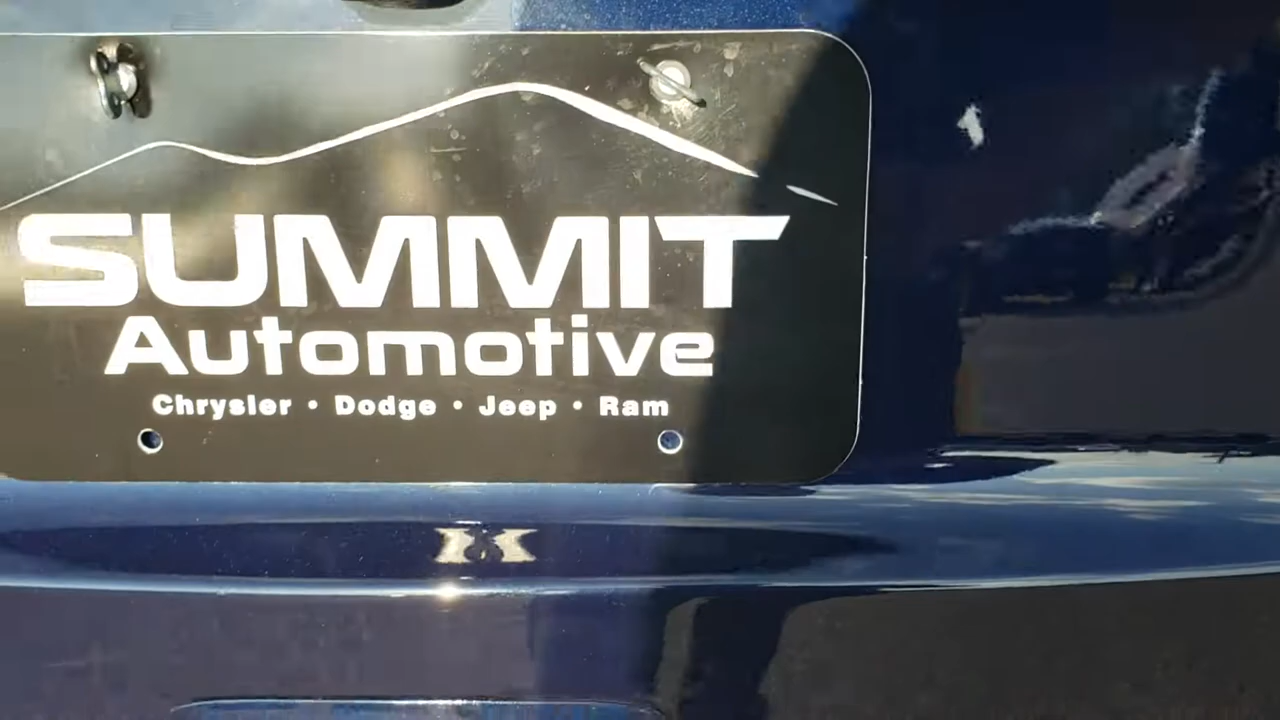 SUMMIT
Automotive
Chrysler • Dodge • Jeep • Ram